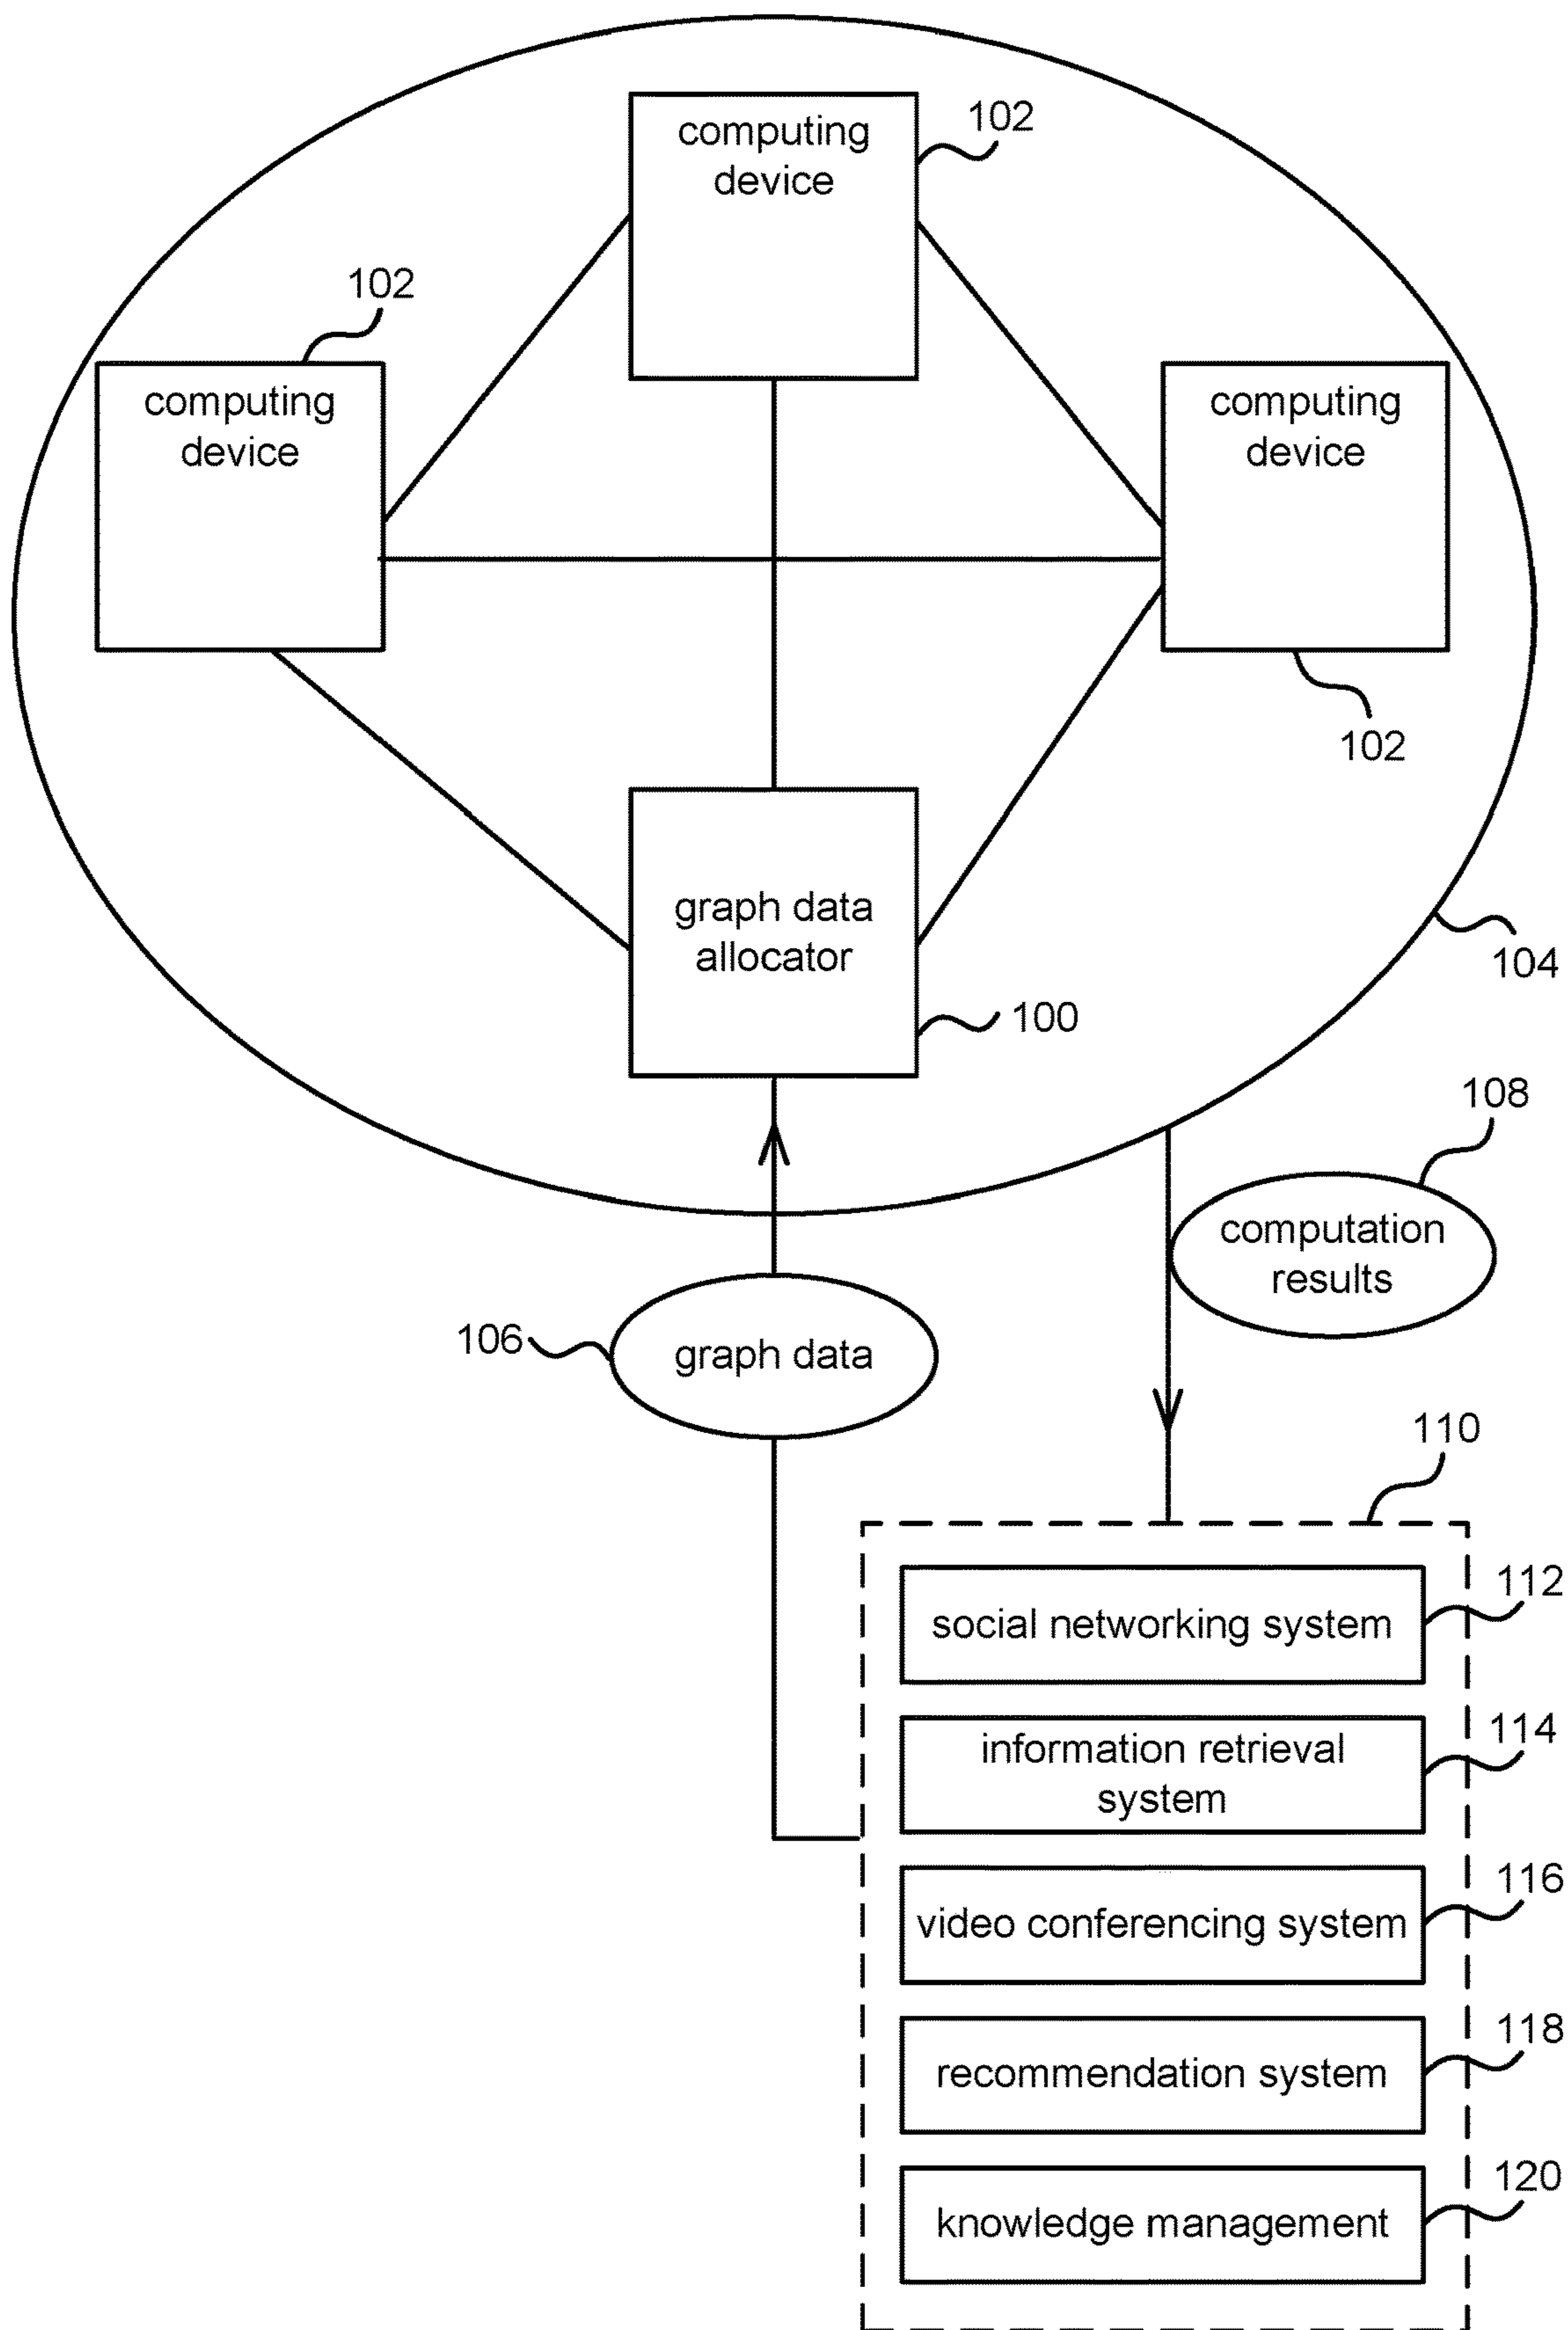 computing
device
102
102
computing
device
computing
device
102
graph data
allocator
104
100
108
computation
results
106
graph data
110
112
social networking system
114
information retrieval
system
116
video conferencing system
118
recommendation system
120
knowledge management